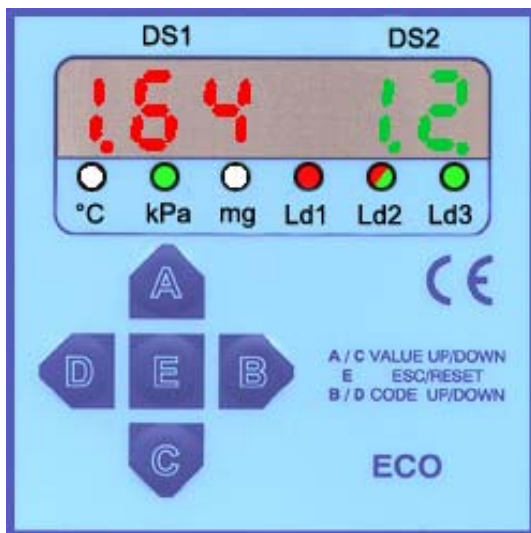 DS1 DS2
1.64 1.2.
°C kPa mg Ld1 Ld2 Ld3
A
CE
D E B
A / C VALUE UP/DOWN
E ESC/RESET
B / D CODE UP/DOWN
C
ECO